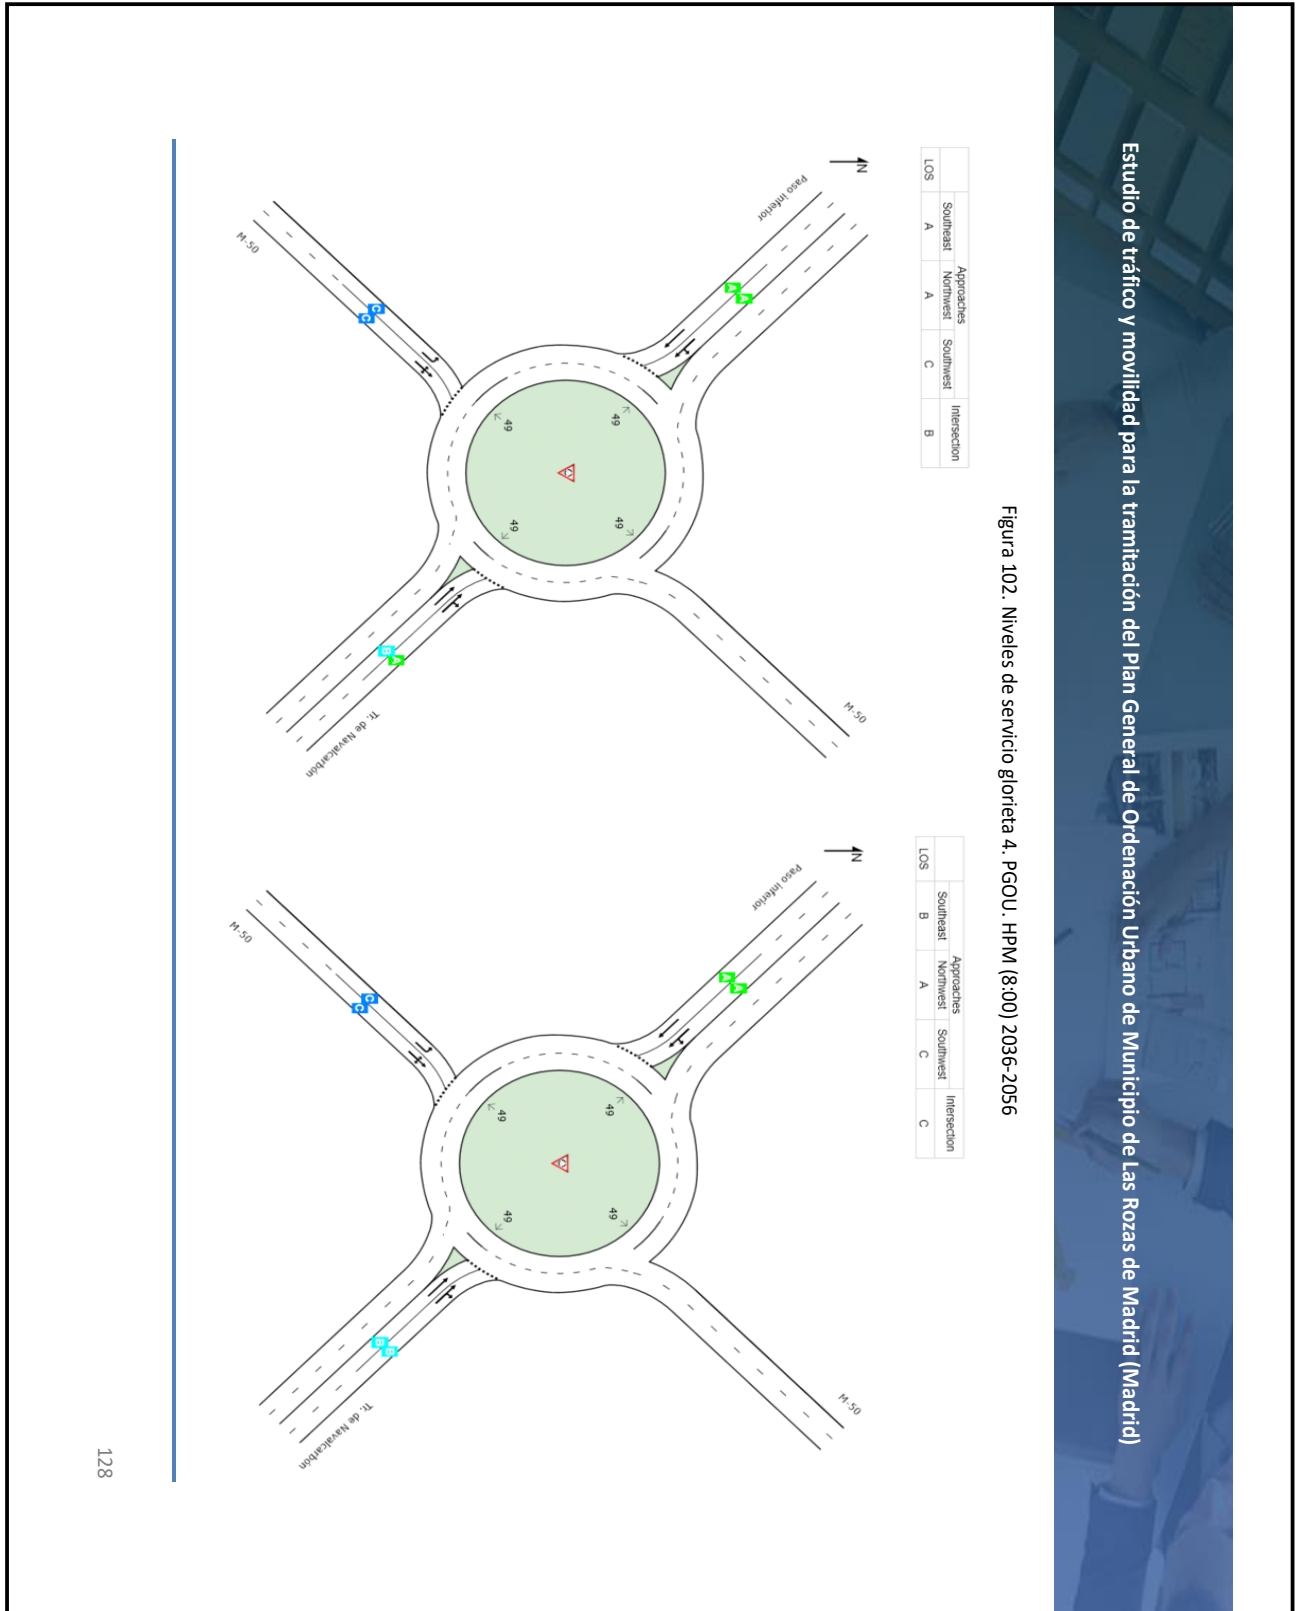 Estudio de tráfico y movilidad para la tramitación del Plan General de Ordenación Urbano de Municipio de Las Rozas de Madrid (Madrid)
Figura 102. Niveles de servicio glorieta 4. PGOU. HPM (8:00) 2036-2056
Approaches
Intersection
Southeast Northwest Southwest
LOS A A C B
N
Paso inferior
M-50
A
A
C
C
49
49
49
49
B
A
M-50
Tr. de Navalcarbón
Approaches
Intersection
Southeast Northwest Southwest
LOS B A C C
N
Paso inferior
M-50
A
A
C
C
49
49
49
49
B
B
M-50
Tr. de Navalcarbón
128